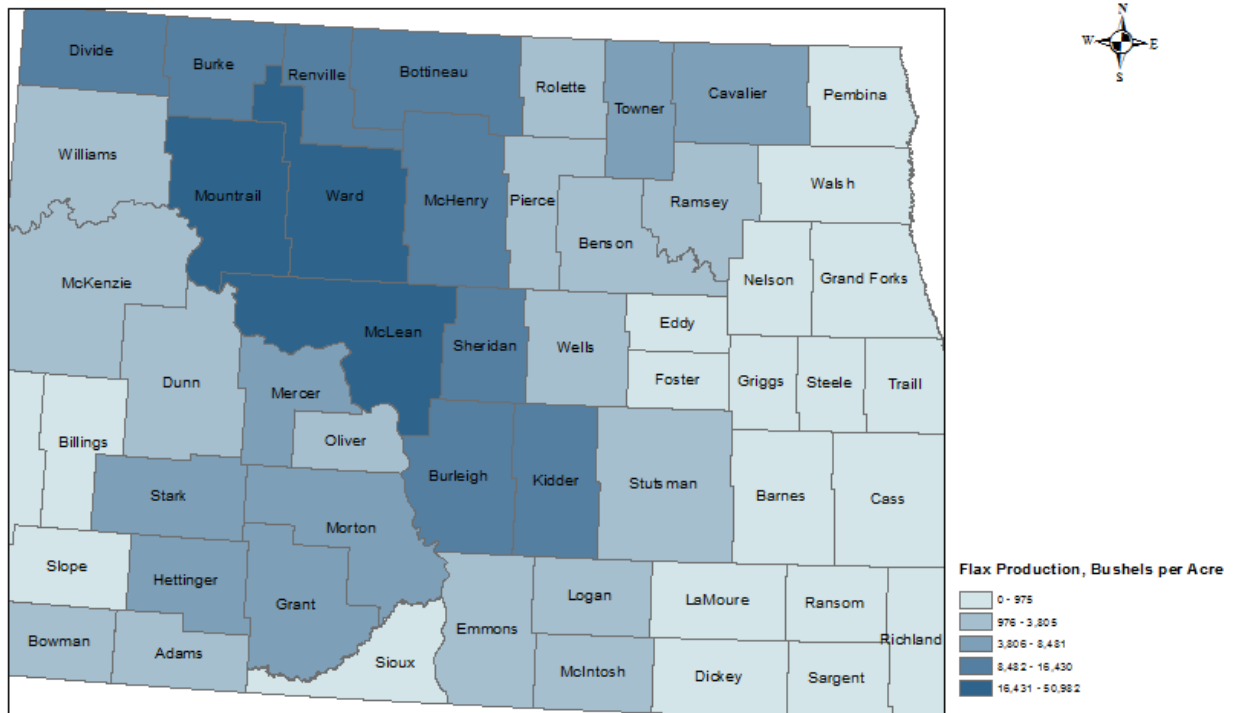 N
W E
S
Divide
Burke
Renville
Bottineau
Rolette
Towner
Cavalier
Pembina
Williams
Mountrail
Ward
McHenry
Pierce
Benson
Ramsey
Walsh
McKenzie
Nelson
Grand Forks
McLean
Sheridan
Wells
Eddy
Foster
Griggs
Steele
Traill
Dunn
Mercer
Oliver
Billings
Burleigh
Kidder
Stutsman
Barnes
Cass
Stark
Morton
Slope
Hettinger
Grant
Logan
LaMoure
Ransom
Richland
Emmons
Bowman
Adams
Sioux
McIntosh
Dickey
Sargent
Flax Production, Bushels per Acre
0 - 975
976 - 3,805
3,806 - 8,481
8,482 - 16,430
16,431 - 50,982